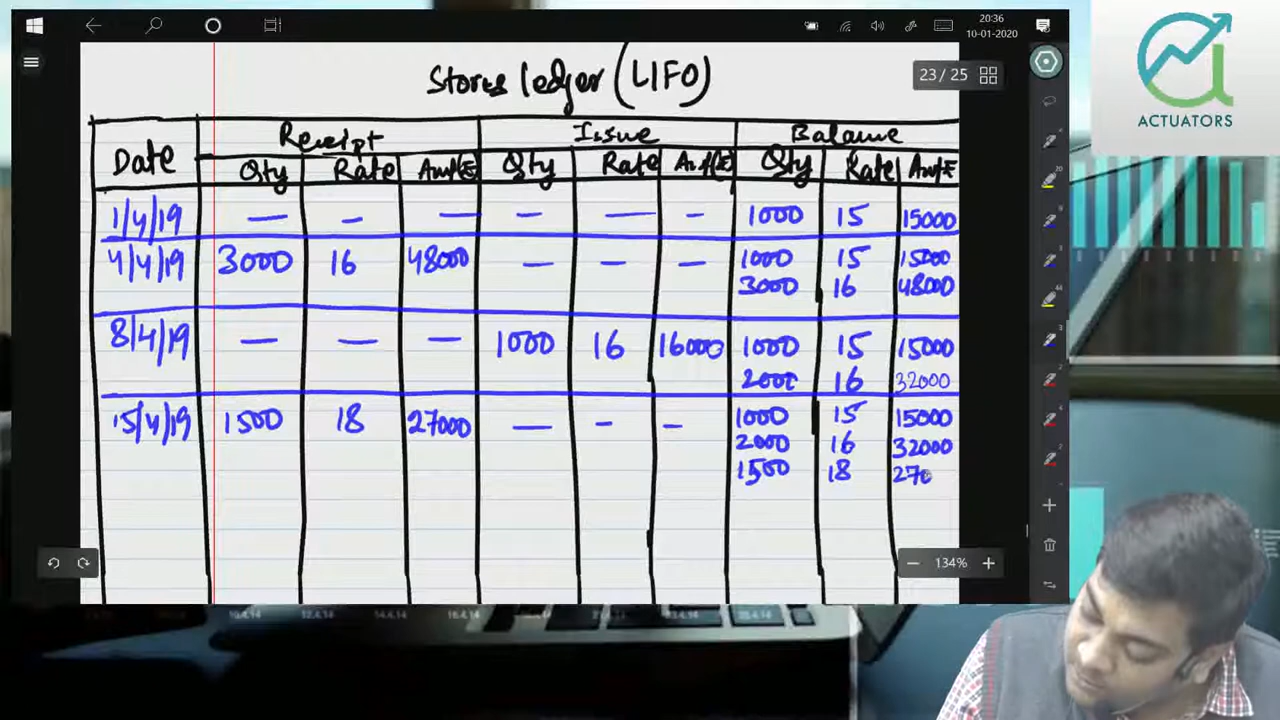 20:36
10-01-2020
Stores ledger (LIFO)
23 / 25
ACTUATORS
Date Receipt Issue Balance
Qty Rate Amt(₹) Qty Rate Amt(₹) Qty Rate Amt ₹
1/4/19 — — — — — — 1000 15 15000
4/4/19 3000 16 48000 — — — 1000 15 15000
3000 16 48000
8/4/19 — — — 1000 16 16000 1000 15 15000
2000 16 32000
15/4/19 1500 18 27000 — — — 1000 15 15000
2000 16 32000
1500 18 270
134%